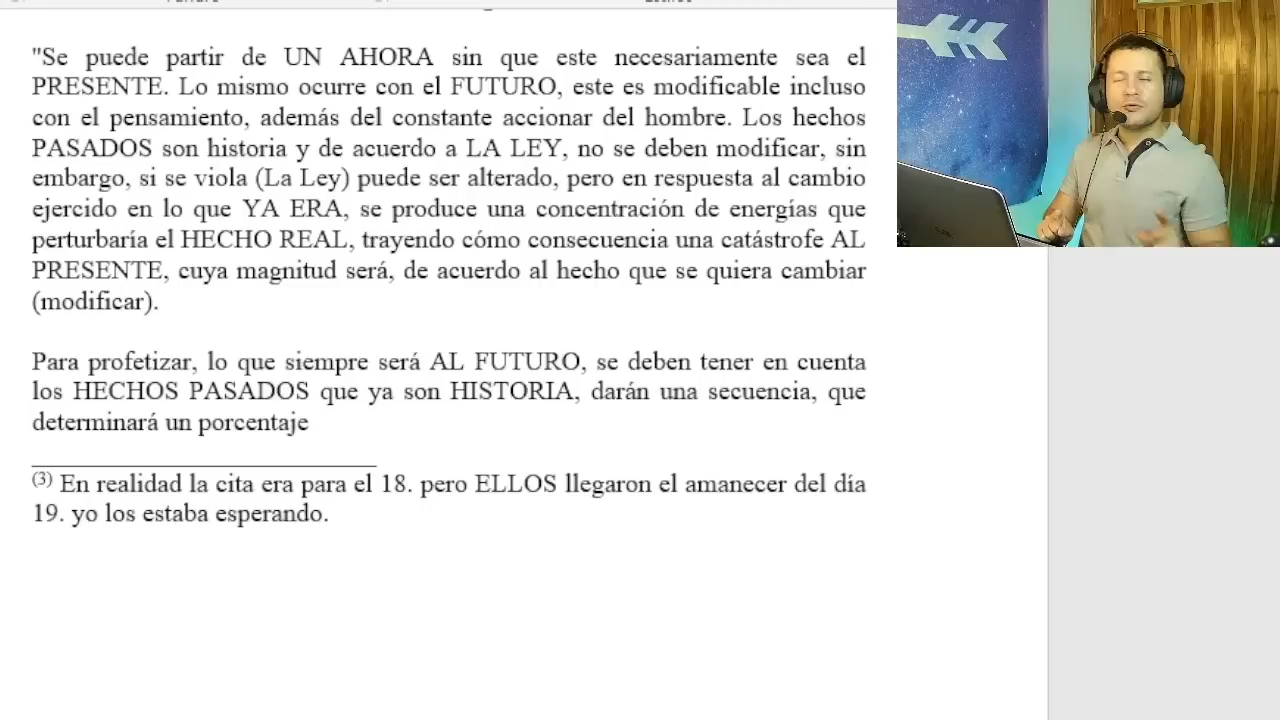 "Se puede partir de UN AHORA sin que este necesariamente sea el
PRESENTE. Lo mismo ocurre con el FUTURO, este es modificable incluso
con el pensamiento, además del constante accionar del hombre. Los hechos
PASADOS son historia y de acuerdo a LA LEY, no se deben modificar, sin
embargo, si se viola (La Ley) puede ser alterado, pero en respuesta al cambio
ejercido en lo que YA ERA, se produce una concentración de energías que
perturbaría el HECHO REAL, trayendo cómo consecuencia una catástrofe AL
PRESENTE, cuya magnitud será, de acuerdo al hecho que se quiera cambiar
(modificar).
Para profetizar, lo que siempre será AL FUTURO, se deben tener en cuenta
los HECHOS PASADOS que ya son HISTORIA, darán una secuencia, que
determinará un porcentaje
(3) En realidad la cita era para el 18. pero ELLOS llegaron el amanecer del día
19. yo los estaba esperando.